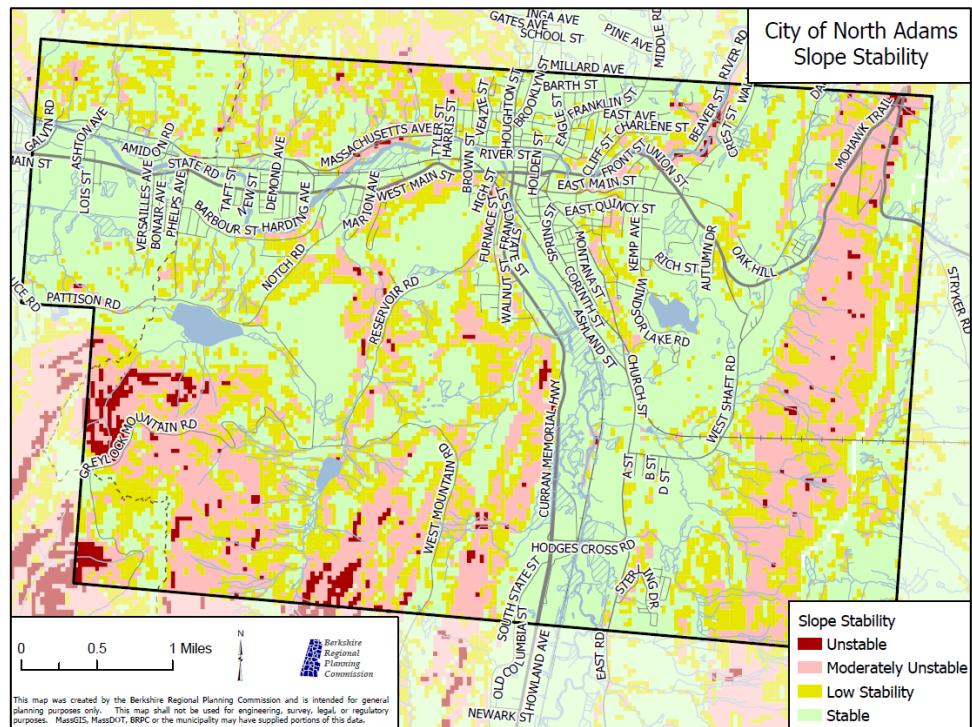 City of North Adams
Slope Stability
INGA AVE
GATES AVE
SCHOOL ST
PINE AVE
MIDDLE RD
MILLARD AVE
BARTH ST
FRANKLIN ST
EAST AVE
CHARLENE ST
BEAVER ST
RIVER RD
CRES ST
MOHAWK TRAIL
VEAZIE ST
HOUGHTON ST
BROOKLYN ST
EAGLE ST
TYLER ST
HARRIS ST
MASSACHUSETTS AVE
RIVER ST
HOLDEN ST
CLIFF ST
FRONT ST
UNION ST
GALVIN RD
ASHTON AVE
AMIDON RD
STATE RD
MAIN ST
LOIS ST
VERSAILLES AVE
BONAIR AVE
PHELPS AVE
TAFT ST
NEW ST
DEMOND AVE
BARBOUR ST
HARDING AVE
MARION AVE
WEST MAIN ST
BROWN ST
HIGH ST
EAST MAIN ST
EAST QUINCY ST
FURNACE ST
FRANCIS ST
STATE ST
SPRING ST
MONTANA ST
KEMP AVE
RICH ST
AUTUMN DR
OAK HILL
NOTCH RD
WALNUT ST
CORINTH ST
ASHLAND ST
WINDSOR LAKE RD
STRYKER RD
PATTISON RD
RESERVOIR RD
CHURCH ST
WEST SHAFT RD
GREYLOCK MOUNTAIN RD
CURRAN MEMORIAL HWY
WEST MOUNTAIN RD
A ST
B ST
D ST
HODGES CROSS RD
STERLING DR
SOUTH STATE ST
OLD COLUMBIA ST
HOWLAND AVE
EAST RD
NEWARK ST
Slope Stability
Unstable
Moderately Unstable
Low Stability
Stable
0 0.5 1 Miles
N
Berkshire
Regional
Planning
Commission
This map was created by the Berkshire Regional Planning Commission and is intended for general
planning purposes only. This map shall not be used for engineering, survey, legal, or regulatory
purposes. MassGIS, MassDOT, BRPC or the municipality may have supplied portions of this data.